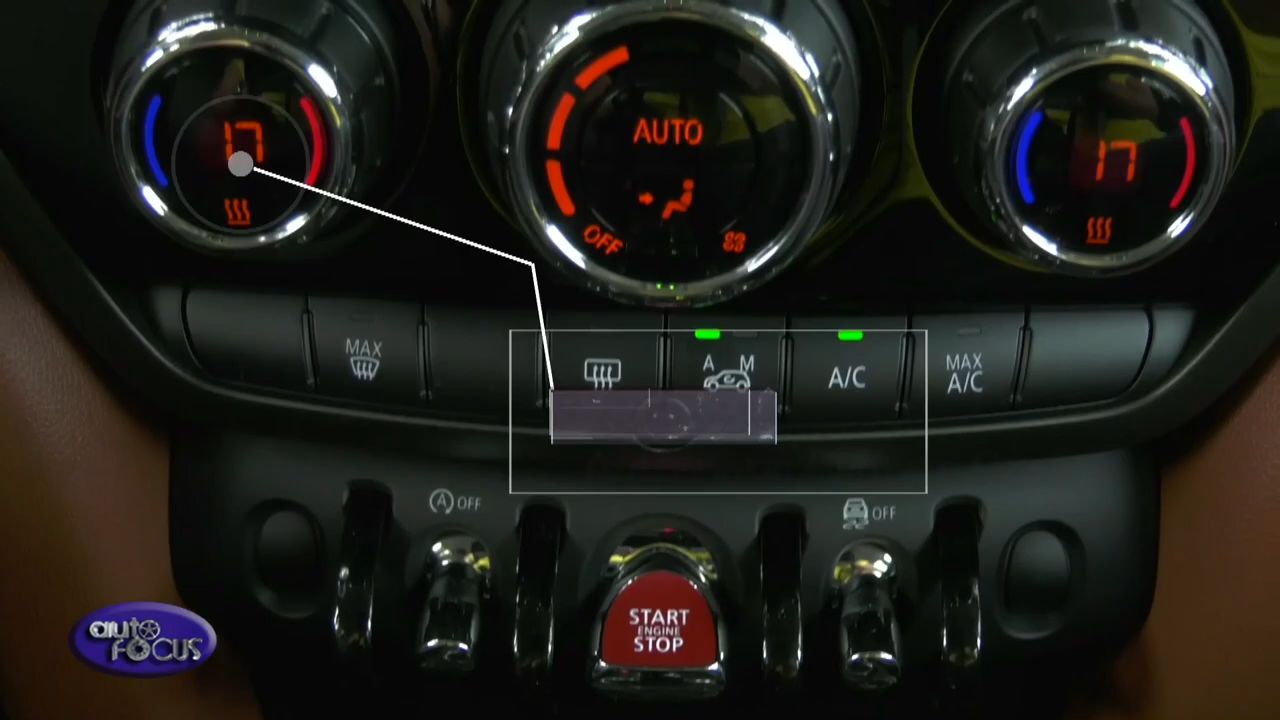 17
AUTO
OFF
17
MAX
A M
A/C
MAX
A/C
OFF
OFF
START
ENGINE
STOP
auto
FOCUS